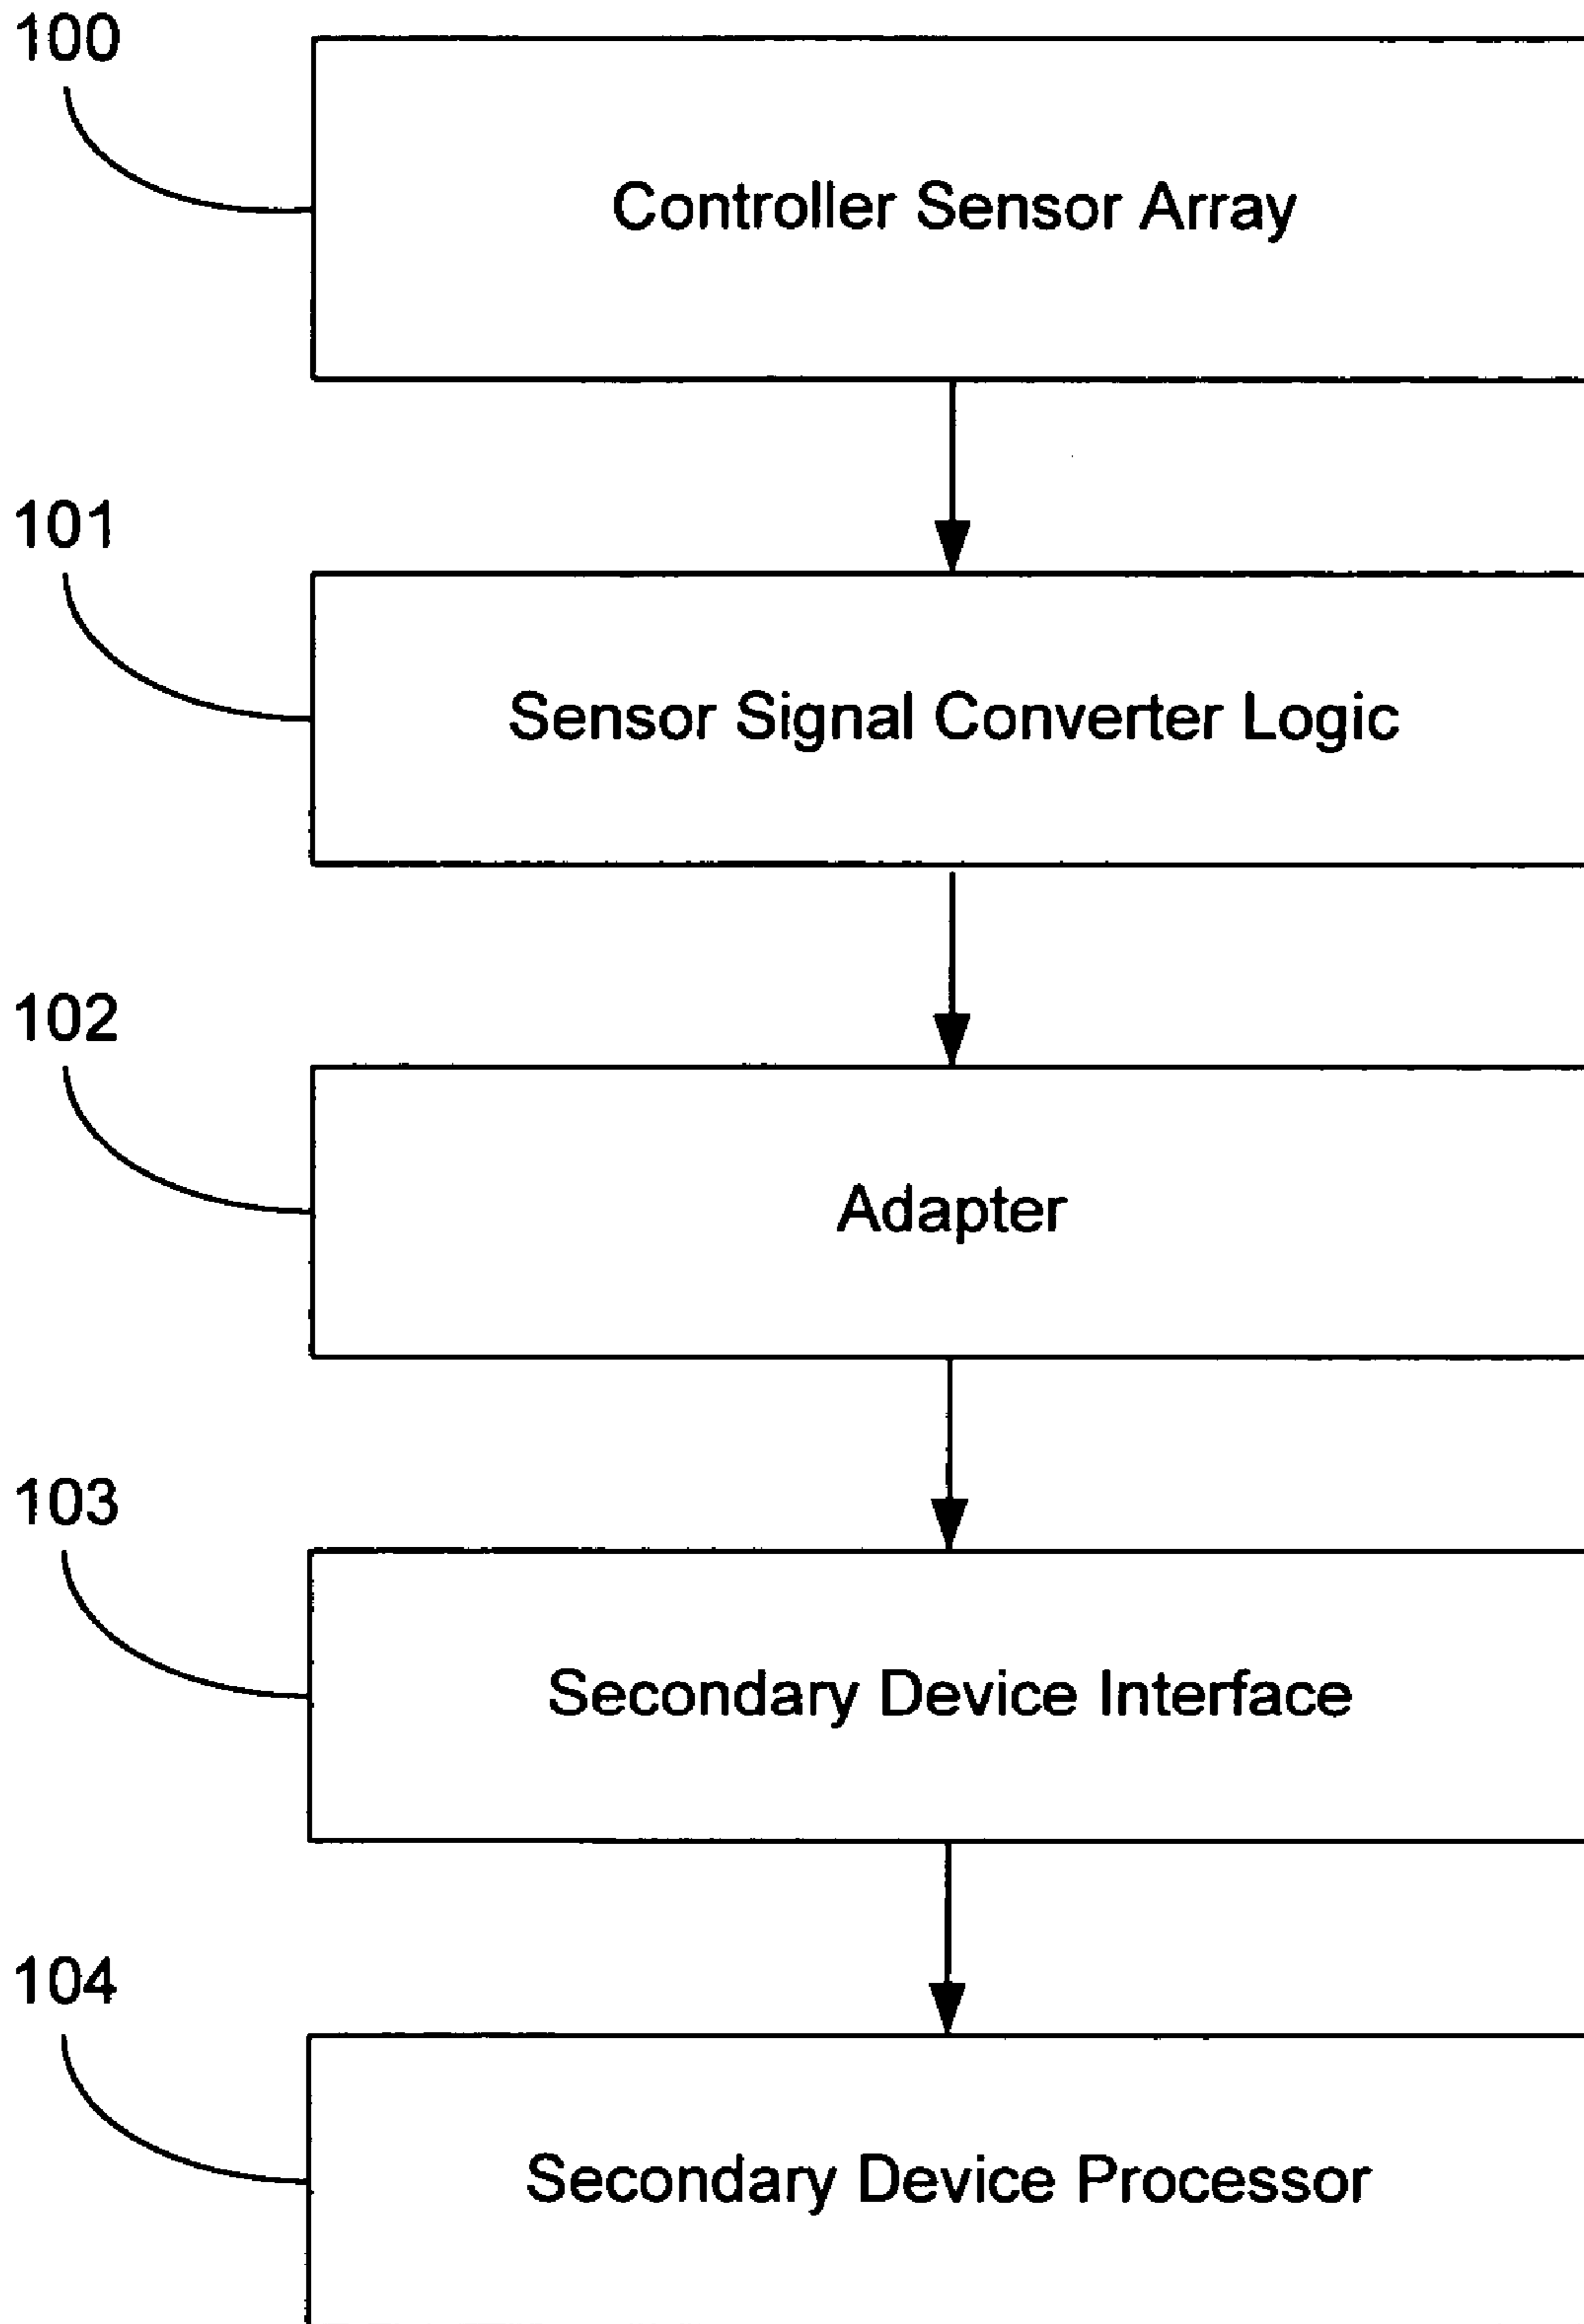 100
Controller Sensor Array
101
Sensor Signal Converter Logic
102
Adapter
103
Secondary Device Interface
104
Secondary Device Processor